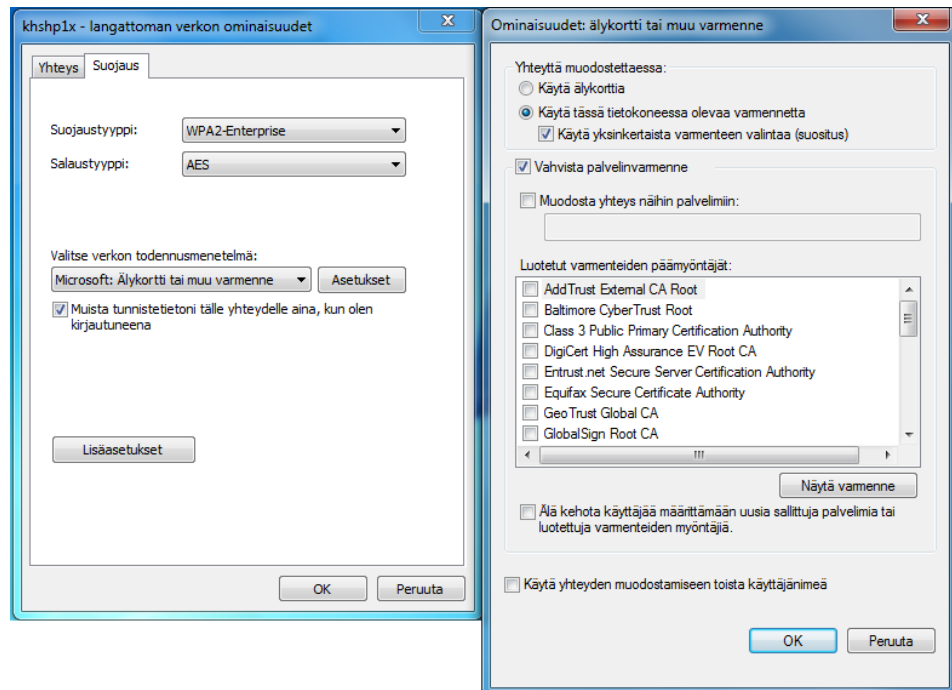 khshp1x - langattoman verkon ominaisuudet
Yhteys
Suojaus
Suojaustyyppi:
WPA2-Enterprise
Salaustyyppi:
AES
Valitse verkon todennusmenetelmä:
Microsoft: Älykortti tai muu varmenne
Asetukset
Muista tunnistetietoni tälle yhteydelle aina, kun olen
kirjautuneena
Lisäasetukset
OK
Peruuta
Ominaisuudet: älykortti tai muu varmenne
Yhteyttä muodostettaessa:
Käytä älykorttia
Käytä tässä tietokoneessa olevaa varmennetta
Käytä yksinkertaista varmenteen valintaa (suositus)
Vahvista palvelinvarmenne
Muodosta yhteys näihin palvelimiin:
Luotetut varmenteiden päämyöntäjät:
AddTrust External CA Root
Baltimore CyberTrust Root
Class 3 Public Primary Certification Authority
DigiCert High Assurance EV Root CA
Entrust.net Secure Server Certification Authority
Equifax Secure Certificate Authority
GeoTrust Global CA
GlobalSign Root CA
Näytä varmenne
Älä kehota käyttäjää määrittämään uusia sallittuja palvelimia tai
luotettuja varmenteiden myöntäjiä.
Käytä yhteyden muodostamiseen toista käyttäjänimeä
OK
Peruuta